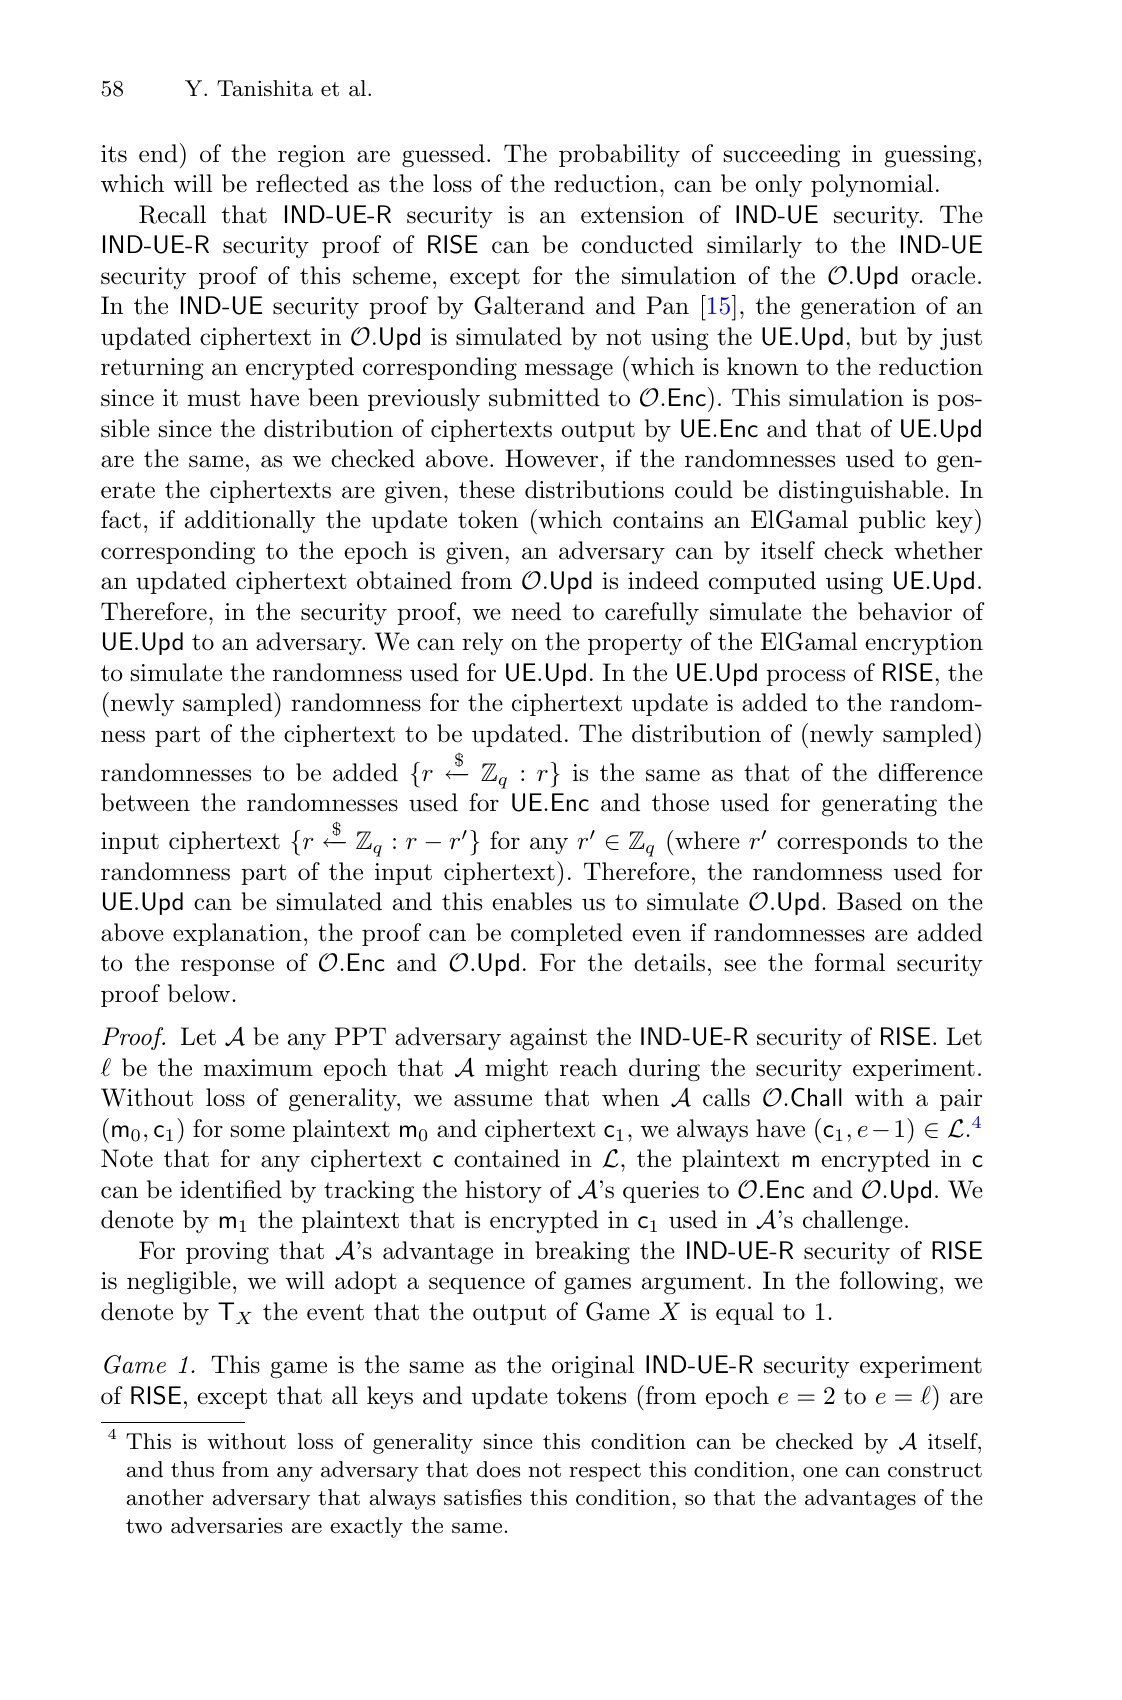 58 Y. Tanishita et al.
its end) of the region are guessed. The probability of succeeding in guessing,
which will be reflected as the loss of the reduction, can be only polynomial.
Recall that IND-UE-R security is an extension of IND-UE security. The
IND-UE-R security proof of RISE can be conducted similarly to the IND-UE
security proof of this scheme, except for the simulation of the 𝒪.Upd oracle.
In the IND-UE security proof by Galterand and Pan [15], the generation of an
updated ciphertext in 𝒪.Upd is simulated by not using the UE.Upd, but by just
returning an encrypted corresponding message (which is known to the reduction
since it must have been previously submitted to 𝒪.Enc). This simulation is pos-
sible since the distribution of ciphertexts output by UE.Enc and that of UE.Upd
are the same, as we checked above. However, if the randomnesses used to gen-
erate the ciphertexts are given, these distributions could be distinguishable. In
fact, if additionally the update token (which contains an ElGamal public key)
corresponding to the epoch is given, an adversary can by itself check whether
an updated ciphertext obtained from 𝒪.Upd is indeed computed using UE.Upd.
Therefore, in the security proof, we need to carefully simulate the behavior of
UE.Upd to an adversary. We can rely on the property of the ElGamal encryption
to simulate the randomness used for UE.Upd. In the UE.Upd process of RISE, the
(newly sampled) randomness for the ciphertext update is added to the random-
ness part of the ciphertext to be updated. The distribution of (newly sampled)
randomnesses to be added {r ←$ ℤq : r} is the same as that of the difference
between the randomnesses used for UE.Enc and those used for generating the
input ciphertext {r ←$ ℤq : r − r′} for any r′ ∈ ℤq (where r′ corresponds to the
randomness part of the input ciphertext). Therefore, the randomness used for
UE.Upd can be simulated and this enables us to simulate 𝒪.Upd. Based on the
above explanation, the proof can be completed even if randomnesses are added
to the response of 𝒪.Enc and 𝒪.Upd. For the details, see the formal security
proof below.
Proof. Let 𝒜 be any PPT adversary against the IND-UE-R security of RISE. Let
ℓ be the maximum epoch that 𝒜 might reach during the security experiment.
Without loss of generality, we assume that when 𝒜 calls 𝒪.Chall with a pair
(m₀, c₁) for some plaintext m₀ and ciphertext c₁, we always have (c₁, e−1) ∈ ℒ.⁴
Note that for any ciphertext c contained in ℒ, the plaintext m encrypted in c
can be identified by tracking the history of 𝒜's queries to 𝒪.Enc and 𝒪.Upd. We
denote by m₁ the plaintext that is encrypted in c₁ used in 𝒜's challenge.
For proving that 𝒜's advantage in breaking the IND-UE-R security of RISE
is negligible, we will adopt a sequence of games argument. In the following, we
denote by T_X the event that the output of Game X is equal to 1.
Game 1. This game is the same as the original IND-UE-R security experiment
of RISE, except that all keys and update tokens (from epoch e = 2 to e = ℓ) are
⁴ This is without loss of generality since this condition can be checked by 𝒜 itself,
and thus from any adversary that does not respect this condition, one can construct
another adversary that always satisfies this condition, so that the advantages of the
two adversaries are exactly the same.